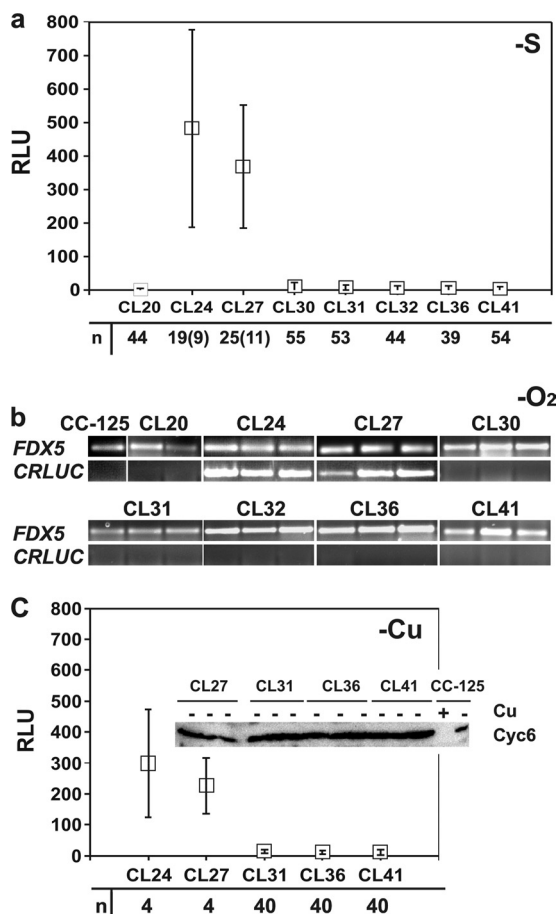 a
-S
800
700
600
500
400
300
200
100
0
RLU
CL20 CL24 CL27 CL30 CL31 CL32 CL36 CL41
n 44 19(9) 25(11) 55 53 44 39 54
-O2
b
CC-125 CL20 CL24 CL27 CL30
FDX5
CRLUC
CL31 CL32 CL36 CL41
FDX5
CRLUC
C
-Cu
800
700
600
500
400
300
200
100
0
RLU
CL27 CL31 CL36 CL41 CC-125
- - - - - - - - - - - - + - Cu
Cyc6
CL24 CL27 CL31 CL36 CL41
n 4 4 40 40 40